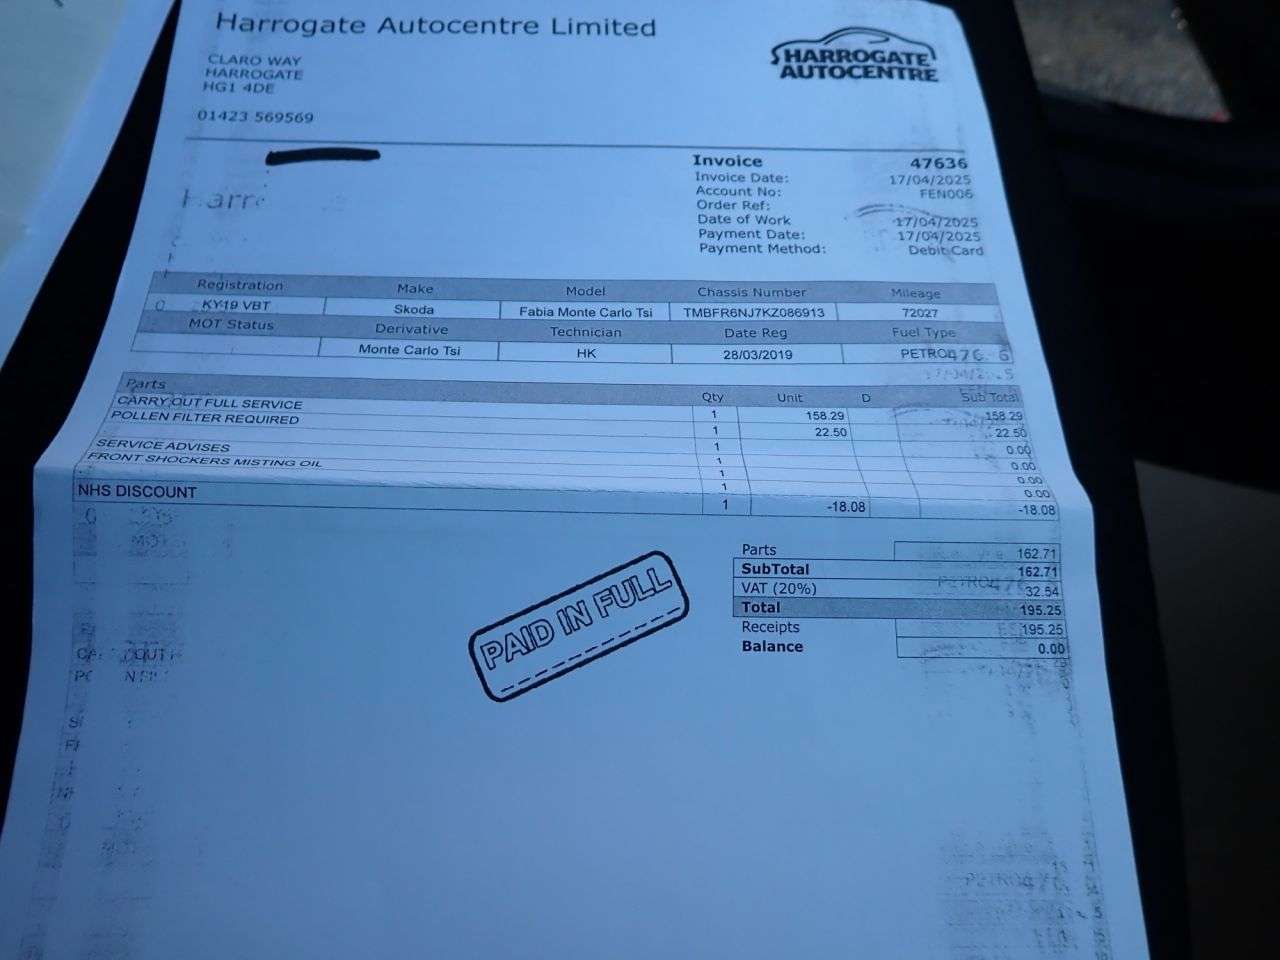 Harrogate Autocentre Limited
HARROGATE
AUTOCENTRE
CLARO WAY
HARROGATE
HG1 4DE
01423 569569
Invoice 47636
Invoice Date: 17/04/2025
Account No: FEN006
Order Ref:
Date of Work 17/04/2025
Payment Date: 17/04/2025
Payment Method: Debit Card
Harr
Registration Make Model Chassis Number Mileage
KY19 VBT Skoda Fabia Monte Carlo Tsi TMBFR6NJ7KZ086913 72027
MOT Status Derivative Technician Date Reg Fuel Type
Monte Carlo Tsi HK 28/03/2019 PETRO
Parts Qty Unit D Sub Total
CARRY OUT FULL SERVICE 1 158.29 158.29
POLLEN FILTER REQUIRED 1 22.50 22.50
1 0.00
SERVICE ADVISES 1 0.00
FRONT SHOCKERS MISTING OIL 1 0.00
1 0.00
NHS DISCOUNT 1 -18.08 -18.08
Parts 162.71
SubTotal 162.71
VAT (20%) 32.54
Total 195.25
Receipts 195.25
Balance 0.00
PAID IN FULL